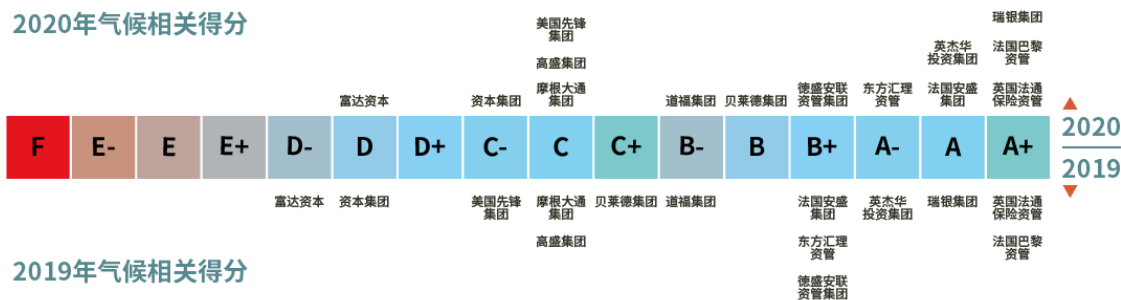 2020年气候相关得分
美国先锋
集团
高盛集团
摩根大通
集团
瑞银集团
英杰华
投资集团
法国巴黎
资管
富达资本
资本集团
道福集团
贝莱德集团
德盛安联
资管集团
东方汇理
资管
法国安盛
集团
英国法通
保险资管
F
E-
E
E+
D-
D
D+
C-
C
C+
B-
B
B+
A-
A
A+
2020
2019
富达资本
资本集团
美国先锋
集团
摩根大通
集团
高盛集团
贝莱德集团
道福集团
法国安盛
集团
东方汇理
资管
德盛安联
资管集团
英杰华
投资集团
瑞银集团
英国法通
保险资管
法国巴黎
资管
2019年气候相关得分